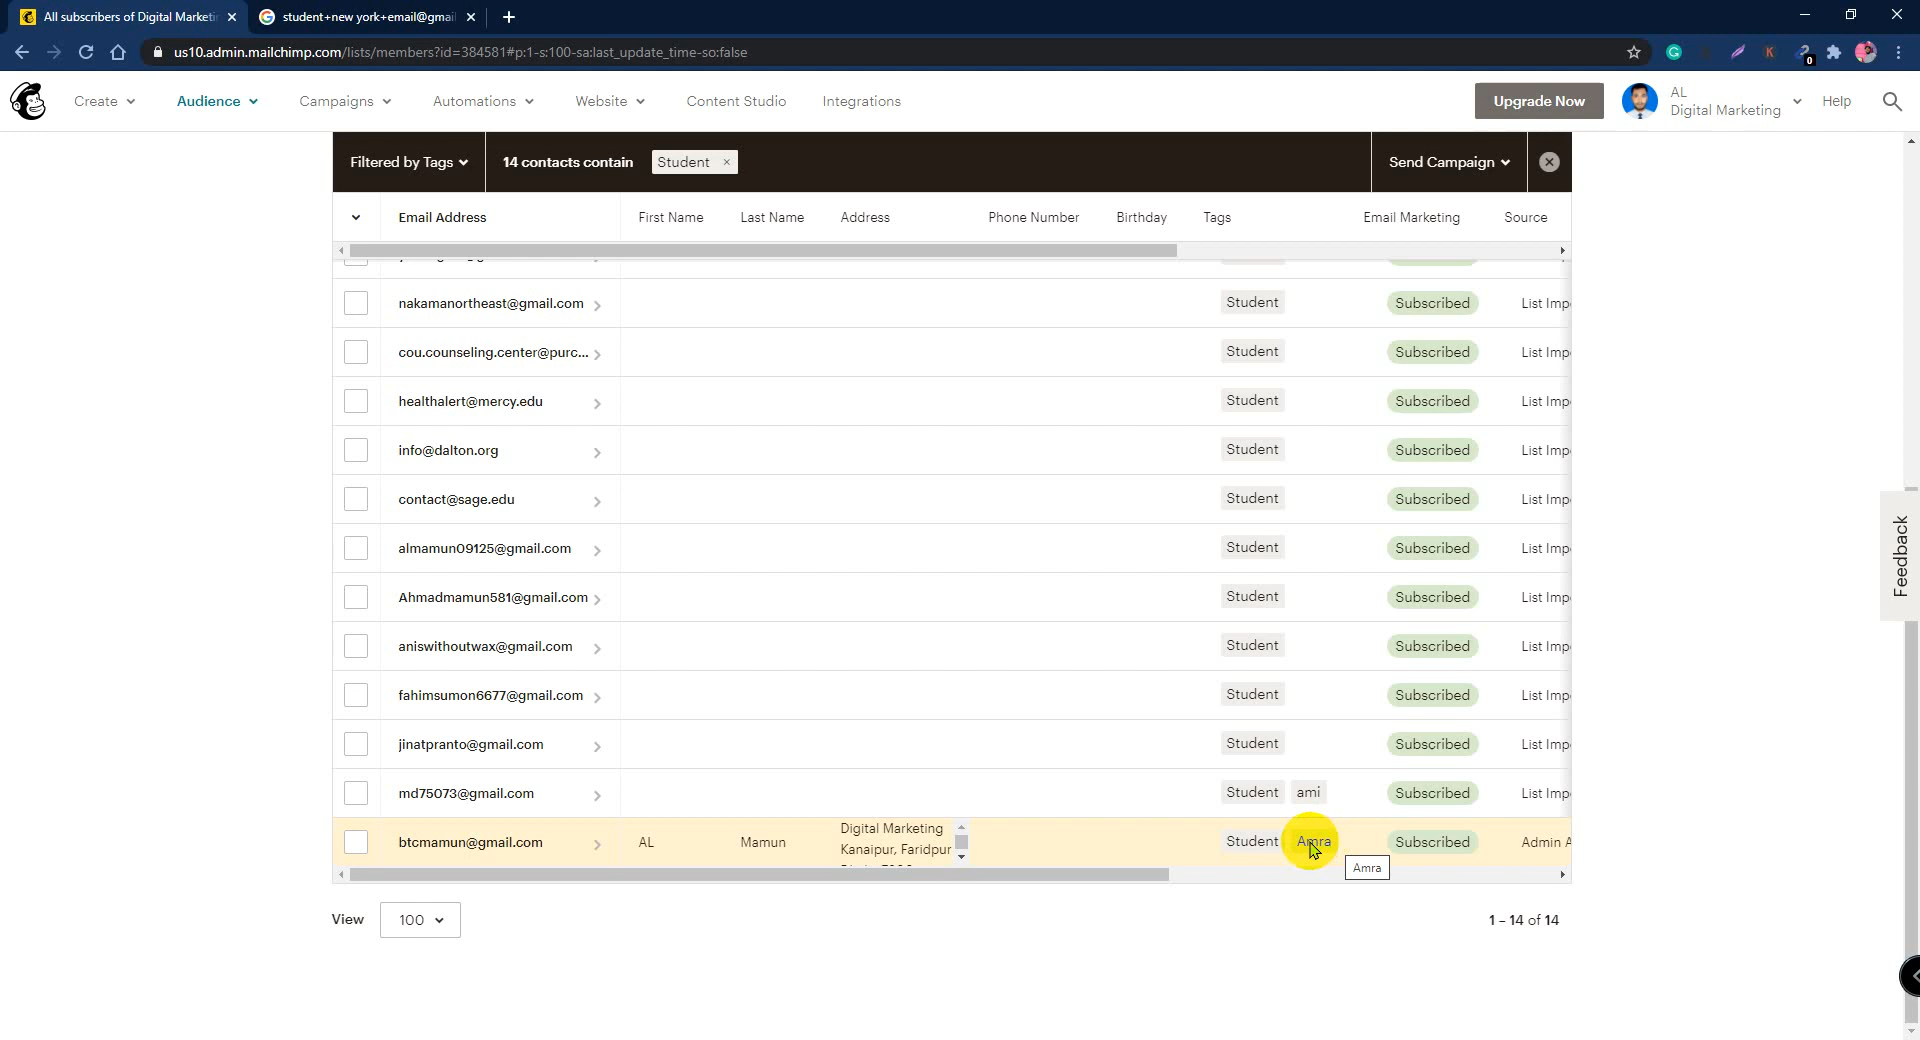 All subscribers of Digital Marketi
student+new york+email@gmail
us10.admin.mailchimp.com/lists/members?id=384581#p:1-s:100-sa:last_update_time-so:false
K
0
Create
Audience
Campaigns
Automations
Website
Content Studio
Integrations
Upgrade Now
AL
Digital Marketing
Help
Filtered by Tags
14 contacts contain
Student ×
Send Campaign
Email Address First Name Last Name Address Phone Number Birthday Tags Email Marketing Source
nakamanortheast@gmail.com Student Subscribed List Imp
cou.counseling.center@purc... Student Subscribed List Imp
healthalert@mercy.edu Student Subscribed List Imp
info@dalton.org Student Subscribed List Imp
contact@sage.edu Student Subscribed List Imp
almamun09125@gmail.com Student Subscribed List Imp
Ahmadmamun581@gmail.com Student Subscribed List Imp
aniswithoutwax@gmail.com Student Subscribed List Imp
fahimsumon6677@gmail.com Student Subscribed List Imp
jinatpranto@gmail.com Student Subscribed List Imp
md75073@gmail.com Student ami Subscribed List Imp
btcmamun@gmail.com AL Mamun Digital Marketing
Kanaipur, Faridpur
Student Amra Subscribed Admin A
Amra
View 100
1 – 14 of 14
Feedback